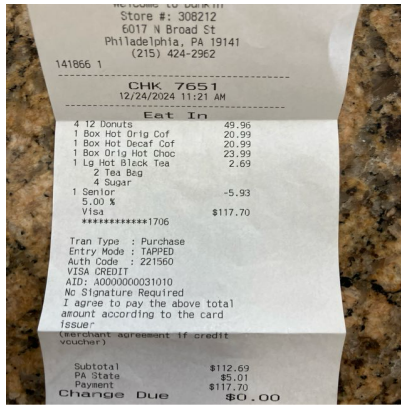 Welcome to Dunkin
Store #: 308212
6017 N Broad St
Philadelphia, PA 19141
(215) 424-2962
141866 1
CHK 7651
12/24/2024 11:21 AM
Eat In
4 12 Donuts 49.96
1 Box Hot Orig Cof 20.99
1 Box Hot Decaf Cof 20.99
1 Box Orig Hot Choc 23.99
1 Lg Hot Black Tea 2.69
2 Tea Bag
4 Sugar
1 Senior -5.93
5.00 %
Visa $117.70
************1706
Tran Type : Purchase
Entry Mode : TAPPED
Auth Code : 221560
VISA CREDIT
AID: A0000000031010
No Signature Required
I agree to pay the above total
amount according to the card
issuer
(merchant agreement if credit
voucher)
Subtotal $112.69
PA State $5.01
Payment $117.70
Change Due $0.00